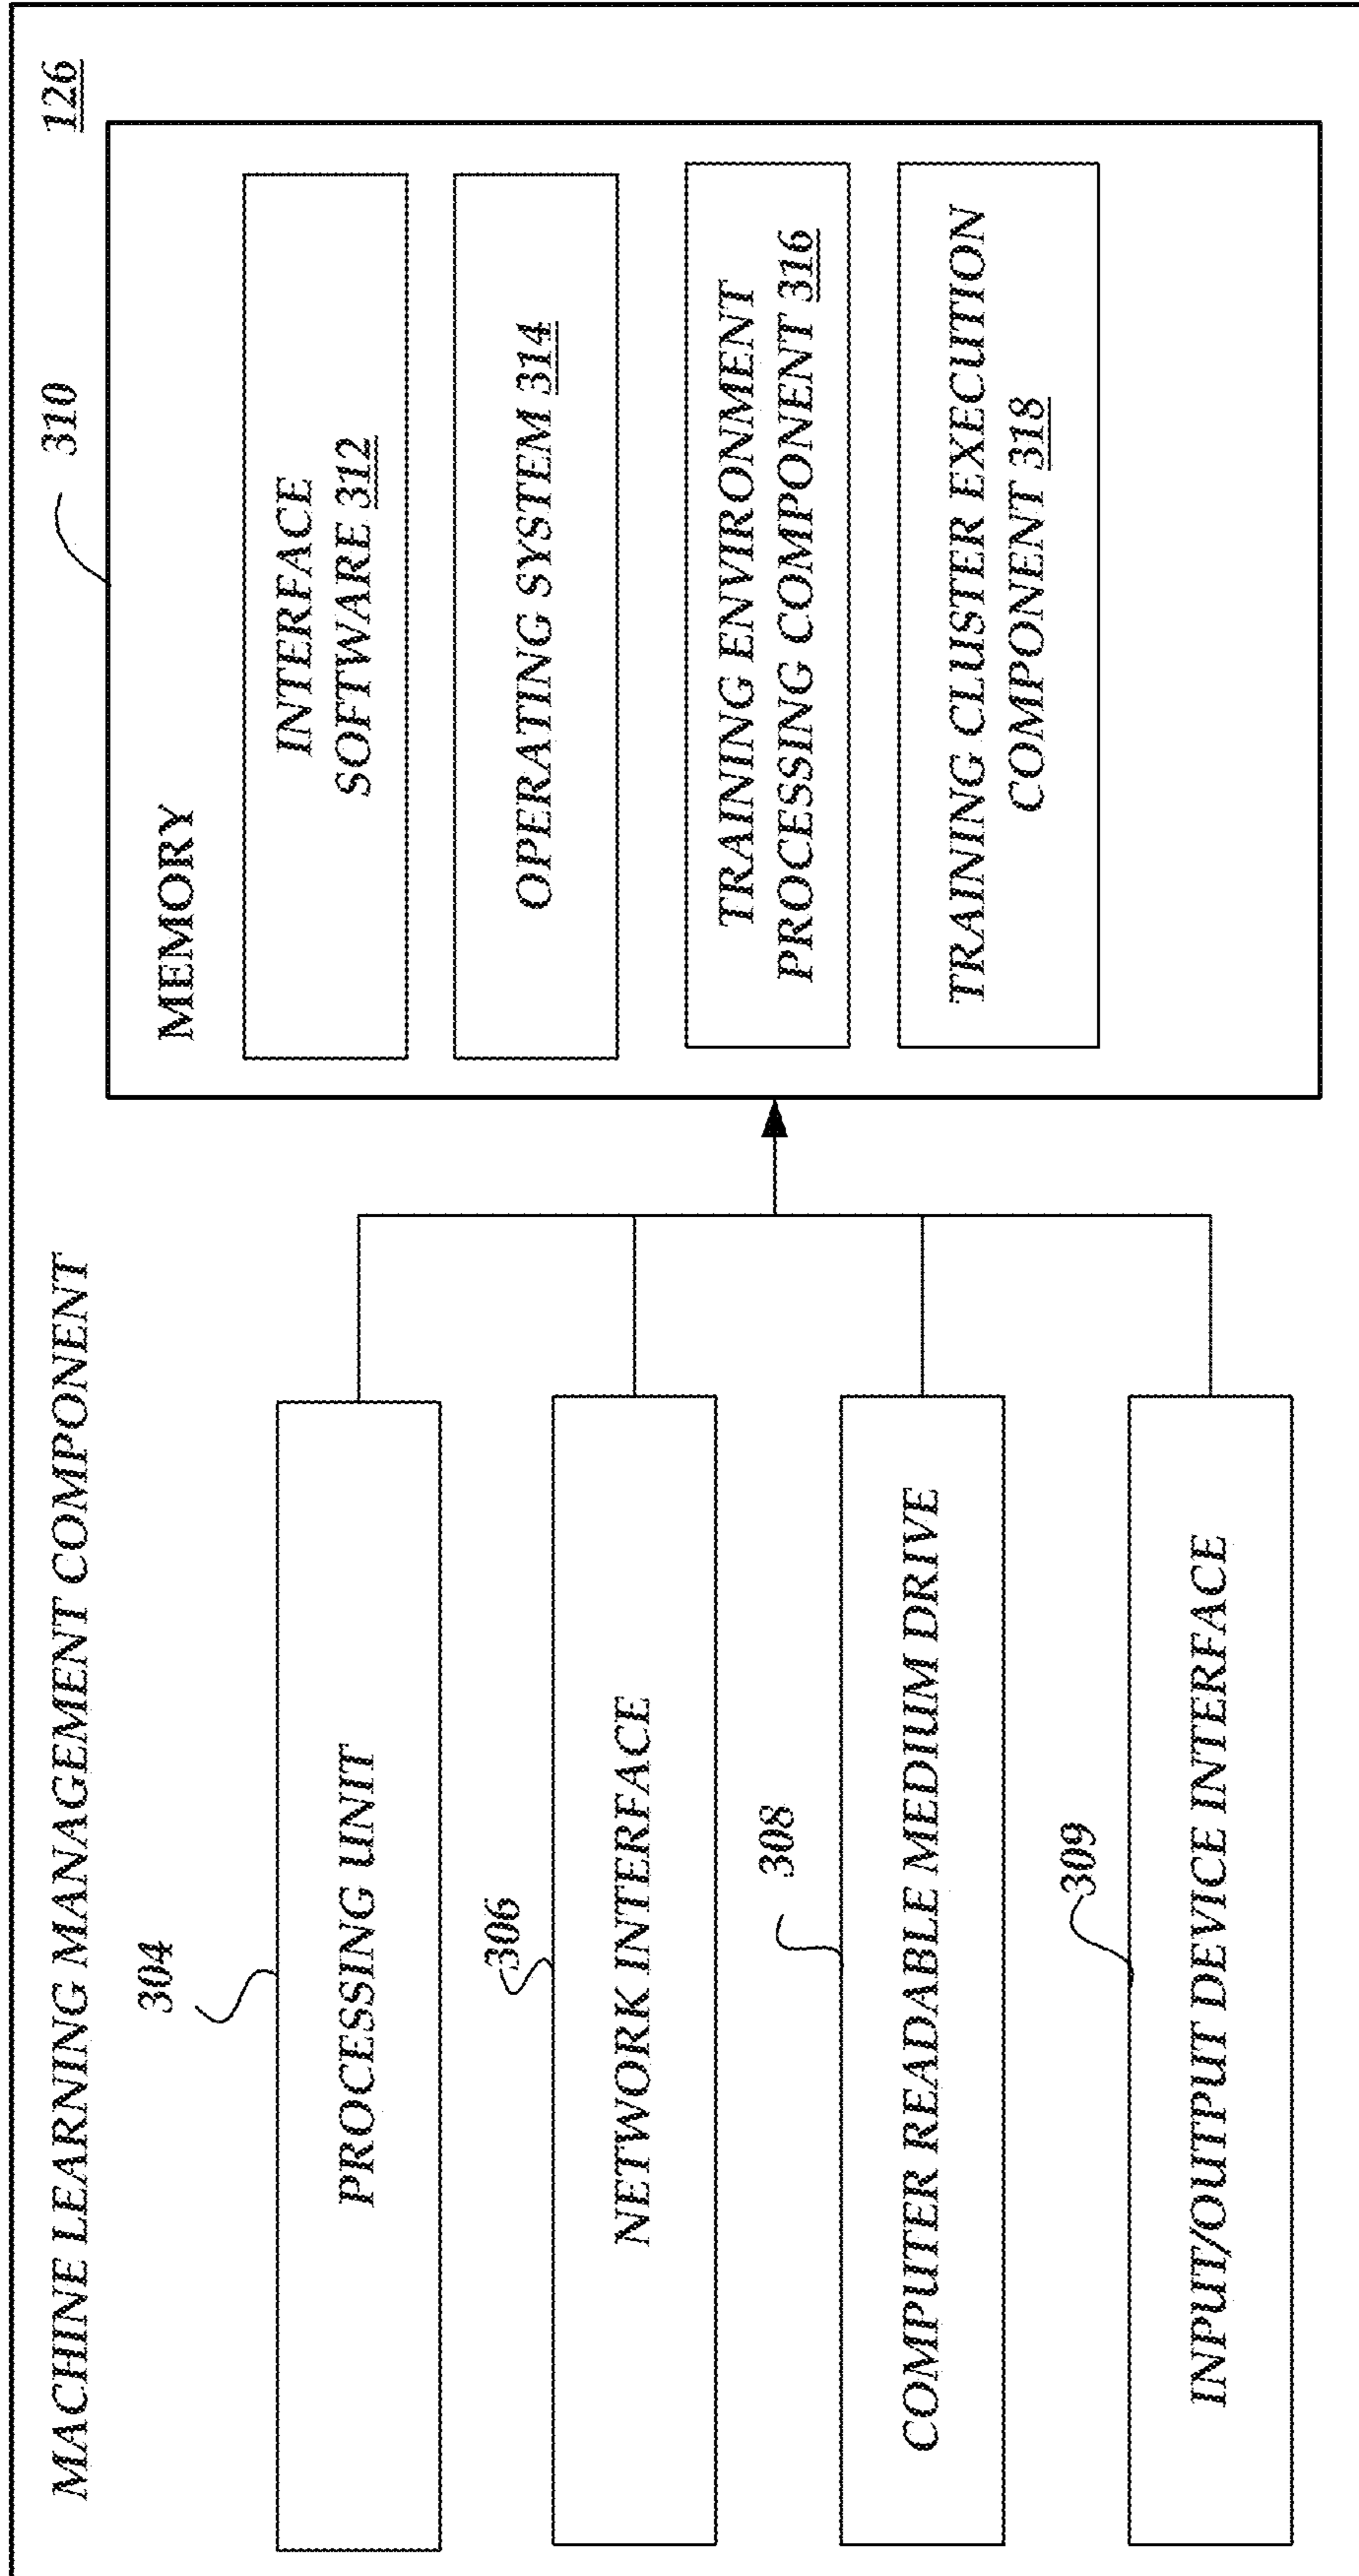 MACHINE LEARNING MANAGEMENT COMPONENT
126
304
PROCESSING UNIT
306
NETWORK INTERFACE
308
COMPUTER READABLE MEDIUM DRIVE
309
INPUT/OUTPUT DEVICE INTERFACE
310
MEMORY
INTERFACE
SOFTWARE 312
OPERATING SYSTEM 314
TRAINING ENVIRONMENT
PROCESSING COMPONENT 316
TRAINING CLUSTER EXECUTION
COMPONENT 318